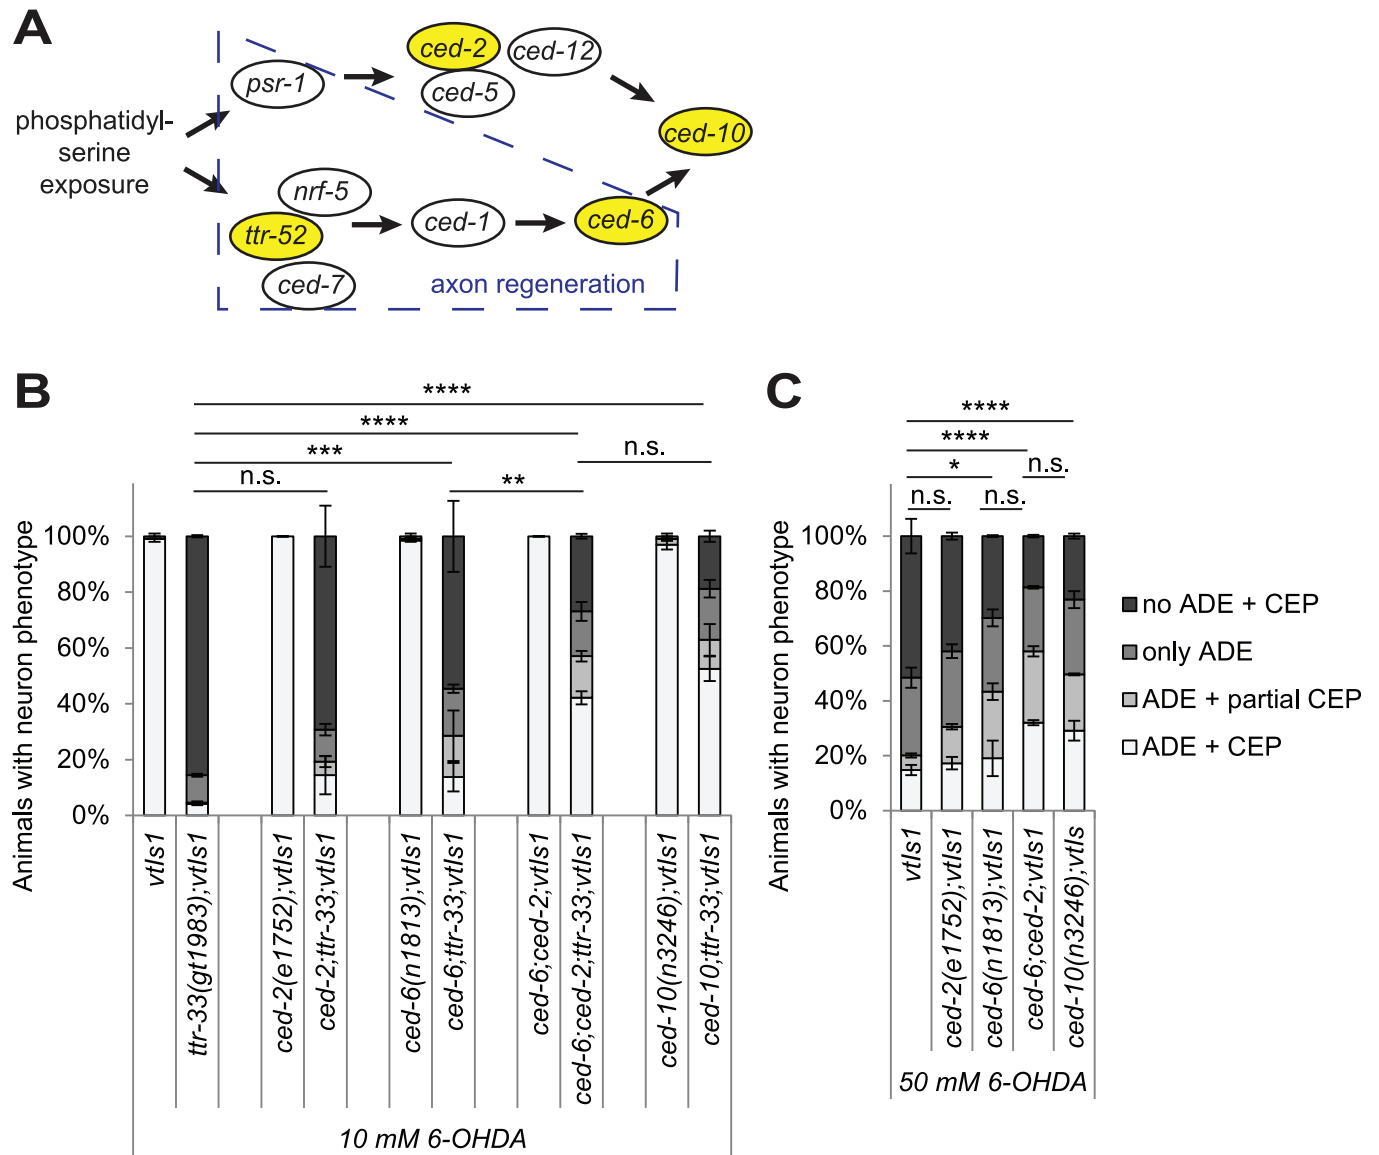 A
ced-2
ced-12
psr-1
ced-5
phosphatidyl-
serine
exposure
ced-10
nrf-5
ttr-52
ced-1
ced-6
ced-7
axon regeneration
B
****
****
***
n.s.
n.s.
**
Animals with neuron phenotype
100%
80%
60%
40%
20%
0%
vtIs1
ttr-33(gt1983);vtIs1
ced-2(e1752);vtIs1
ced-2;ttr-33;vtIs1
ced-6(n1813);vtIs1
ced-6;ttr-33;vtIs1
ced-6;ced-2;vtIs1
ced-6;ced-2;ttr-33;vtIs1
ced-10(n3246);vtIs1
ced-10;ttr-33;vtIs1
10 mM 6-OHDA
C
****
****
*
n.s.
n.s.
n.s.
Animals with neuron phenotype
100%
80%
60%
40%
20%
0%
vtIs1
ced-2(e1752);vtIs1
ced-6(n1813);vtIs1
ced-6;ced-2;vtIs1
ced-10(n3246);vtIs
50 mM 6-OHDA
no ADE + CEP
only ADE
ADE + partial CEP
ADE + CEP